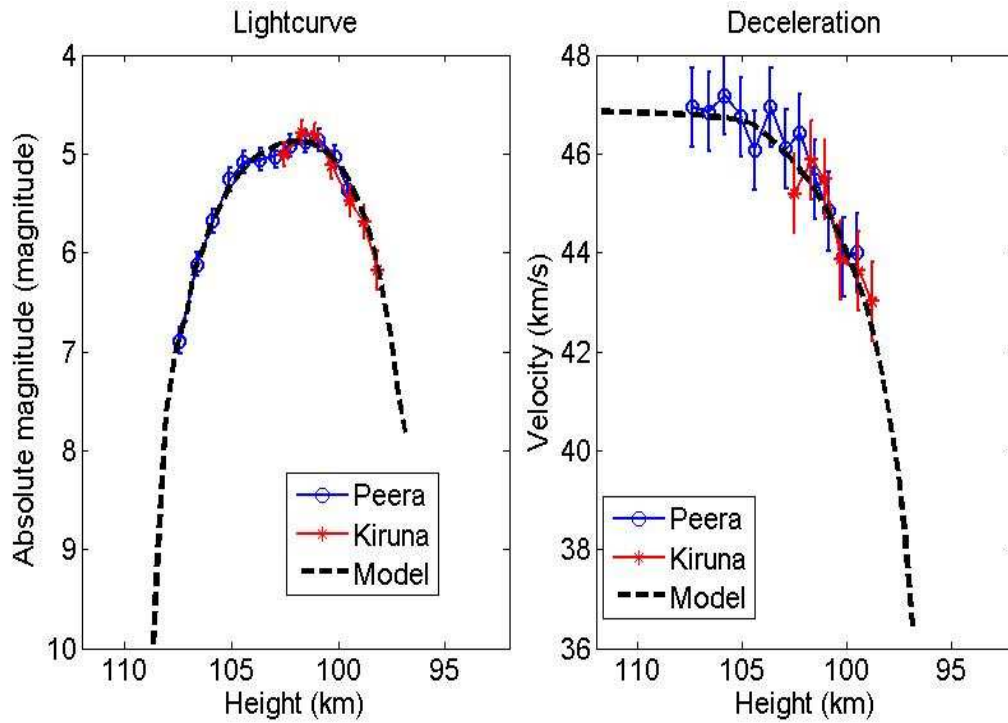 Lightcurve
Absolute magnitude (magnitude)
4
5
6
7
8
9
10
110
105
100
95
Height (km)
Peera
Kiruna
Model
Deceleration
Velocity (km/s)
48
46
44
42
40
38
36
110
105
100
95
Height (km)
Peera
Kiruna
Model